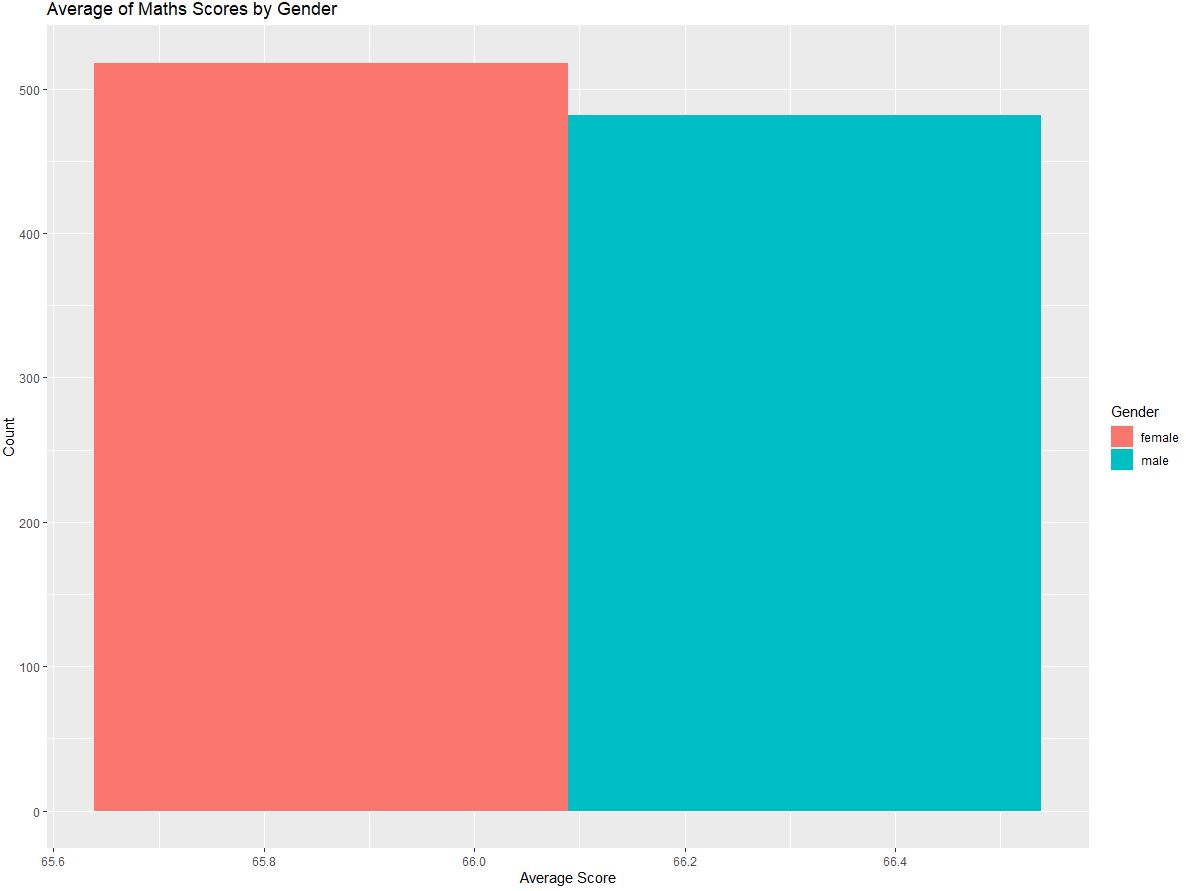 Average of Maths Scores by Gender
500
400
300
200
100
0
Count
65.6
65.8
66.0
66.2
66.4
Average Score
Gender
female
male